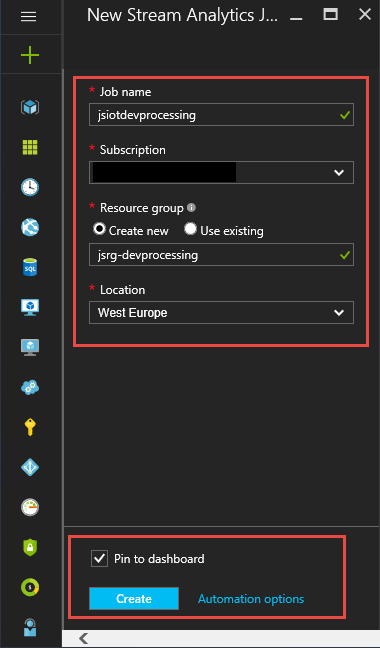 New Stream Analytics J...
* Job name
jsiotdevprocessing
* Subscription
* Resource group
Create new Use existing
jsrg-devprocessing
* Location
West Europe
SQL
Pin to dashboard
Create Automation options